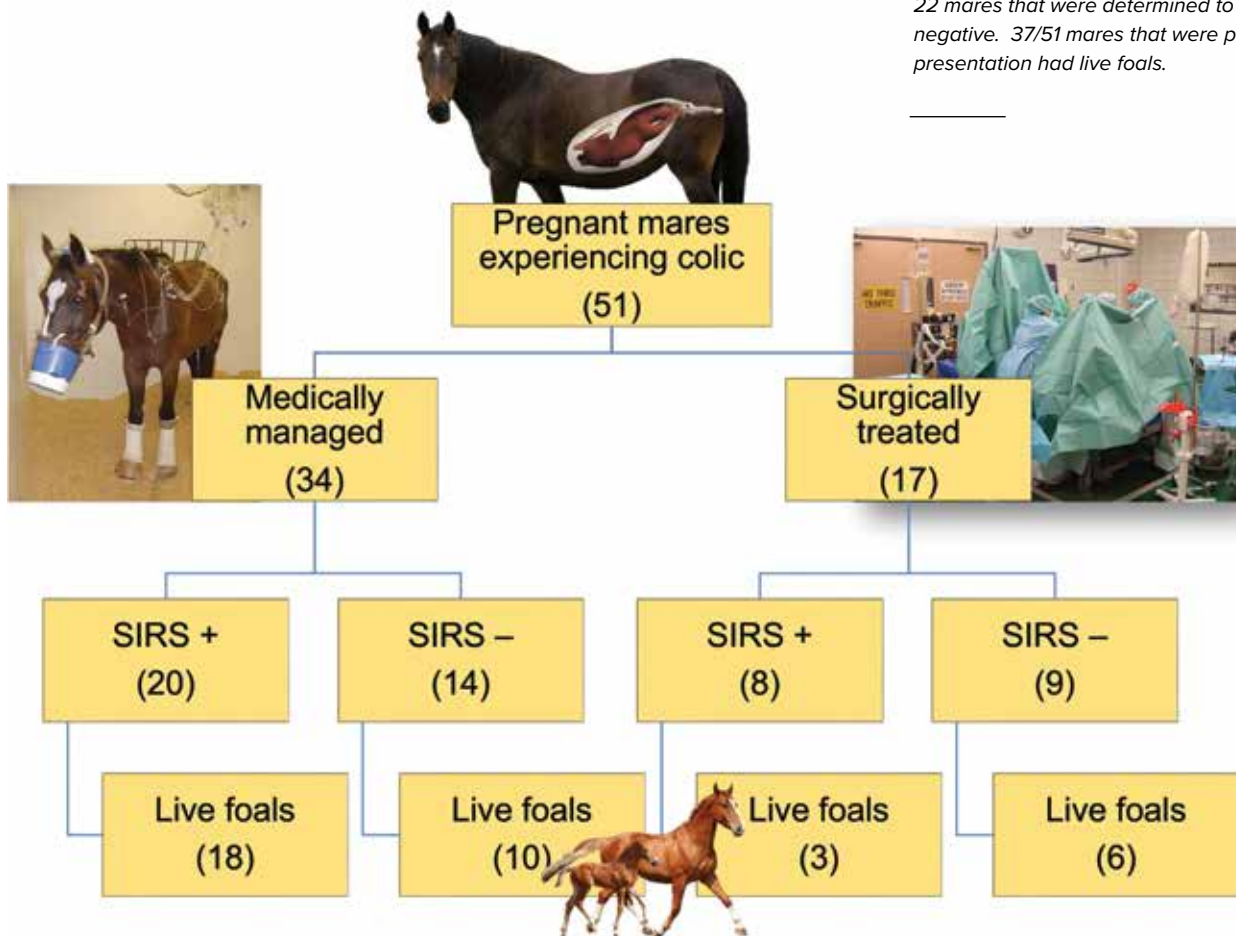 22 mares that were determined to
negative. 37/51 mares that were p
presentation had live foals.
Pregnant mares
experiencing colic
(51)
Medically
managed
(34)
Surgically
treated
(17)
SIRS +
(20)
SIRS –
(14)
SIRS +
(8)
SIRS –
(9)
Live foals
(18)
Live foals
(10)
Live foals
(3)
Live foals
(6)